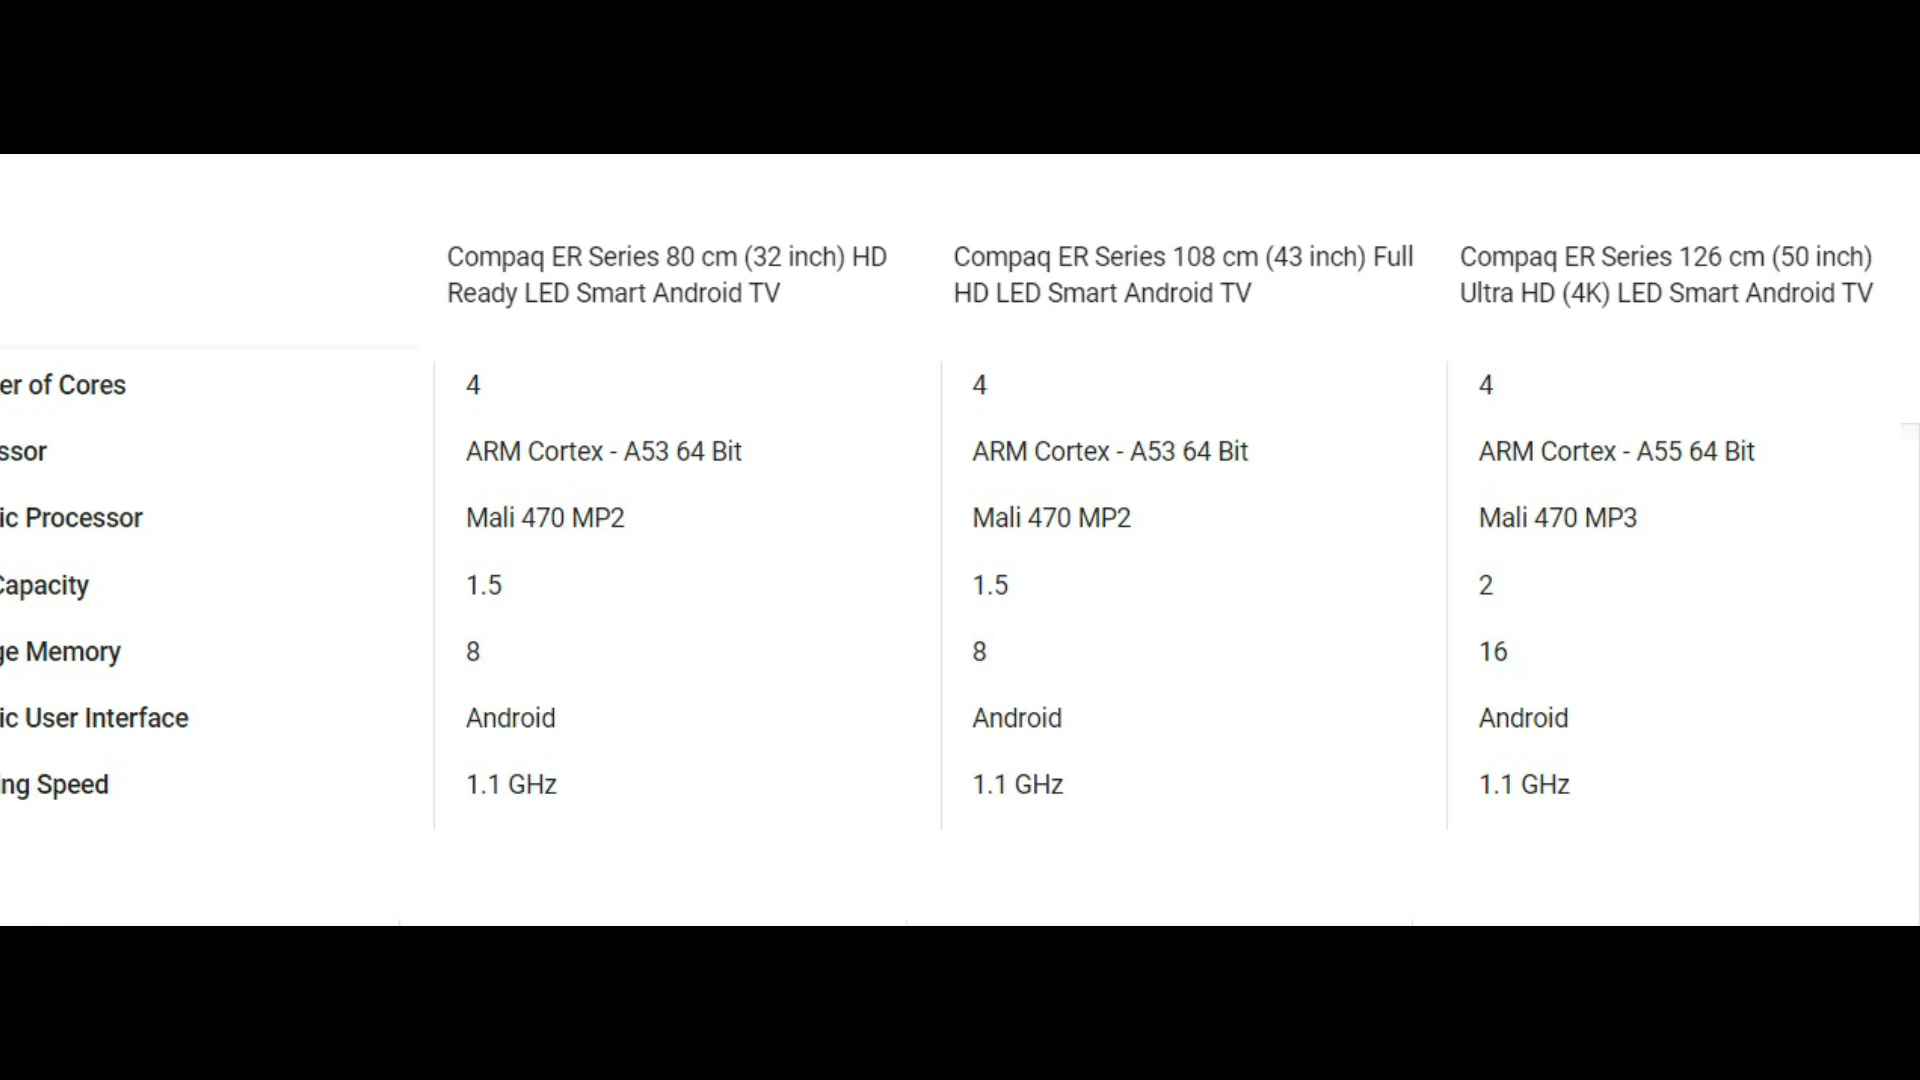 Compaq ER Series 80 cm (32 inch) HD Ready LED Smart Android TV
Compaq ER Series 108 cm (43 inch) Full HD LED Smart Android TV
Compaq ER Series 126 cm (50 inch) Ultra HD (4K) LED Smart Android TV
er of Cores 4 4 4
ssor ARM Cortex - A53 64 Bit ARM Cortex - A53 64 Bit ARM Cortex - A55 64 Bit
ic Processor Mali 470 MP2 Mali 470 MP2 Mali 470 MP3
Capacity 1.5 1.5 2
ge Memory 8 8 16
ic User Interface Android Android Android
ing Speed 1.1 GHz 1.1 GHz 1.1 GHz